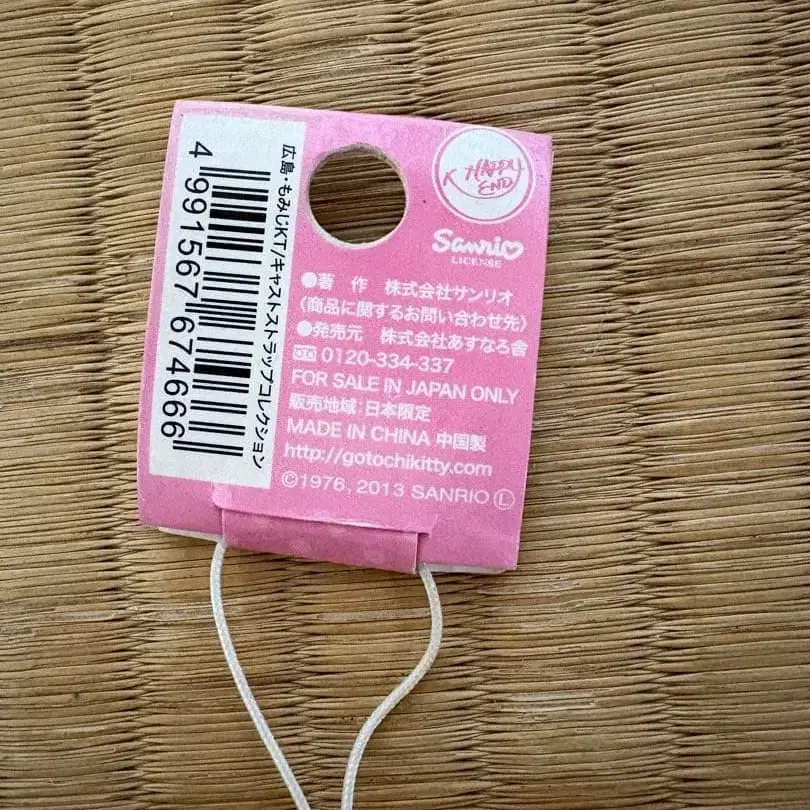 広島・もみじKT/キャストストラップコレクション
4 991567 674666
K HAPPY
END
Sanrio
LICENSE
●著 作 株式会社サンリオ
〈商品に関するお問い合わせ先〉
●発売元 株式会社あすなろ舎
0120-334-337
FOR SALE IN JAPAN ONLY
販売地域:日本限定
MADE IN CHINA 中国製
http://gotochikitty.com
©1976, 2013 SANRIO Ⓛ